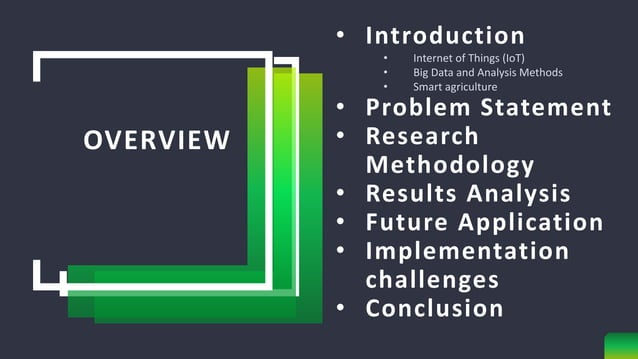 OVERVIEW
• Introduction
• Internet of Things (IoT)
• Big Data and Analysis Methods
• Smart agriculture
• Problem Statement
• Research
Methodology
• Results Analysis
• Future Application
• Implementation
challenges
• Conclusion